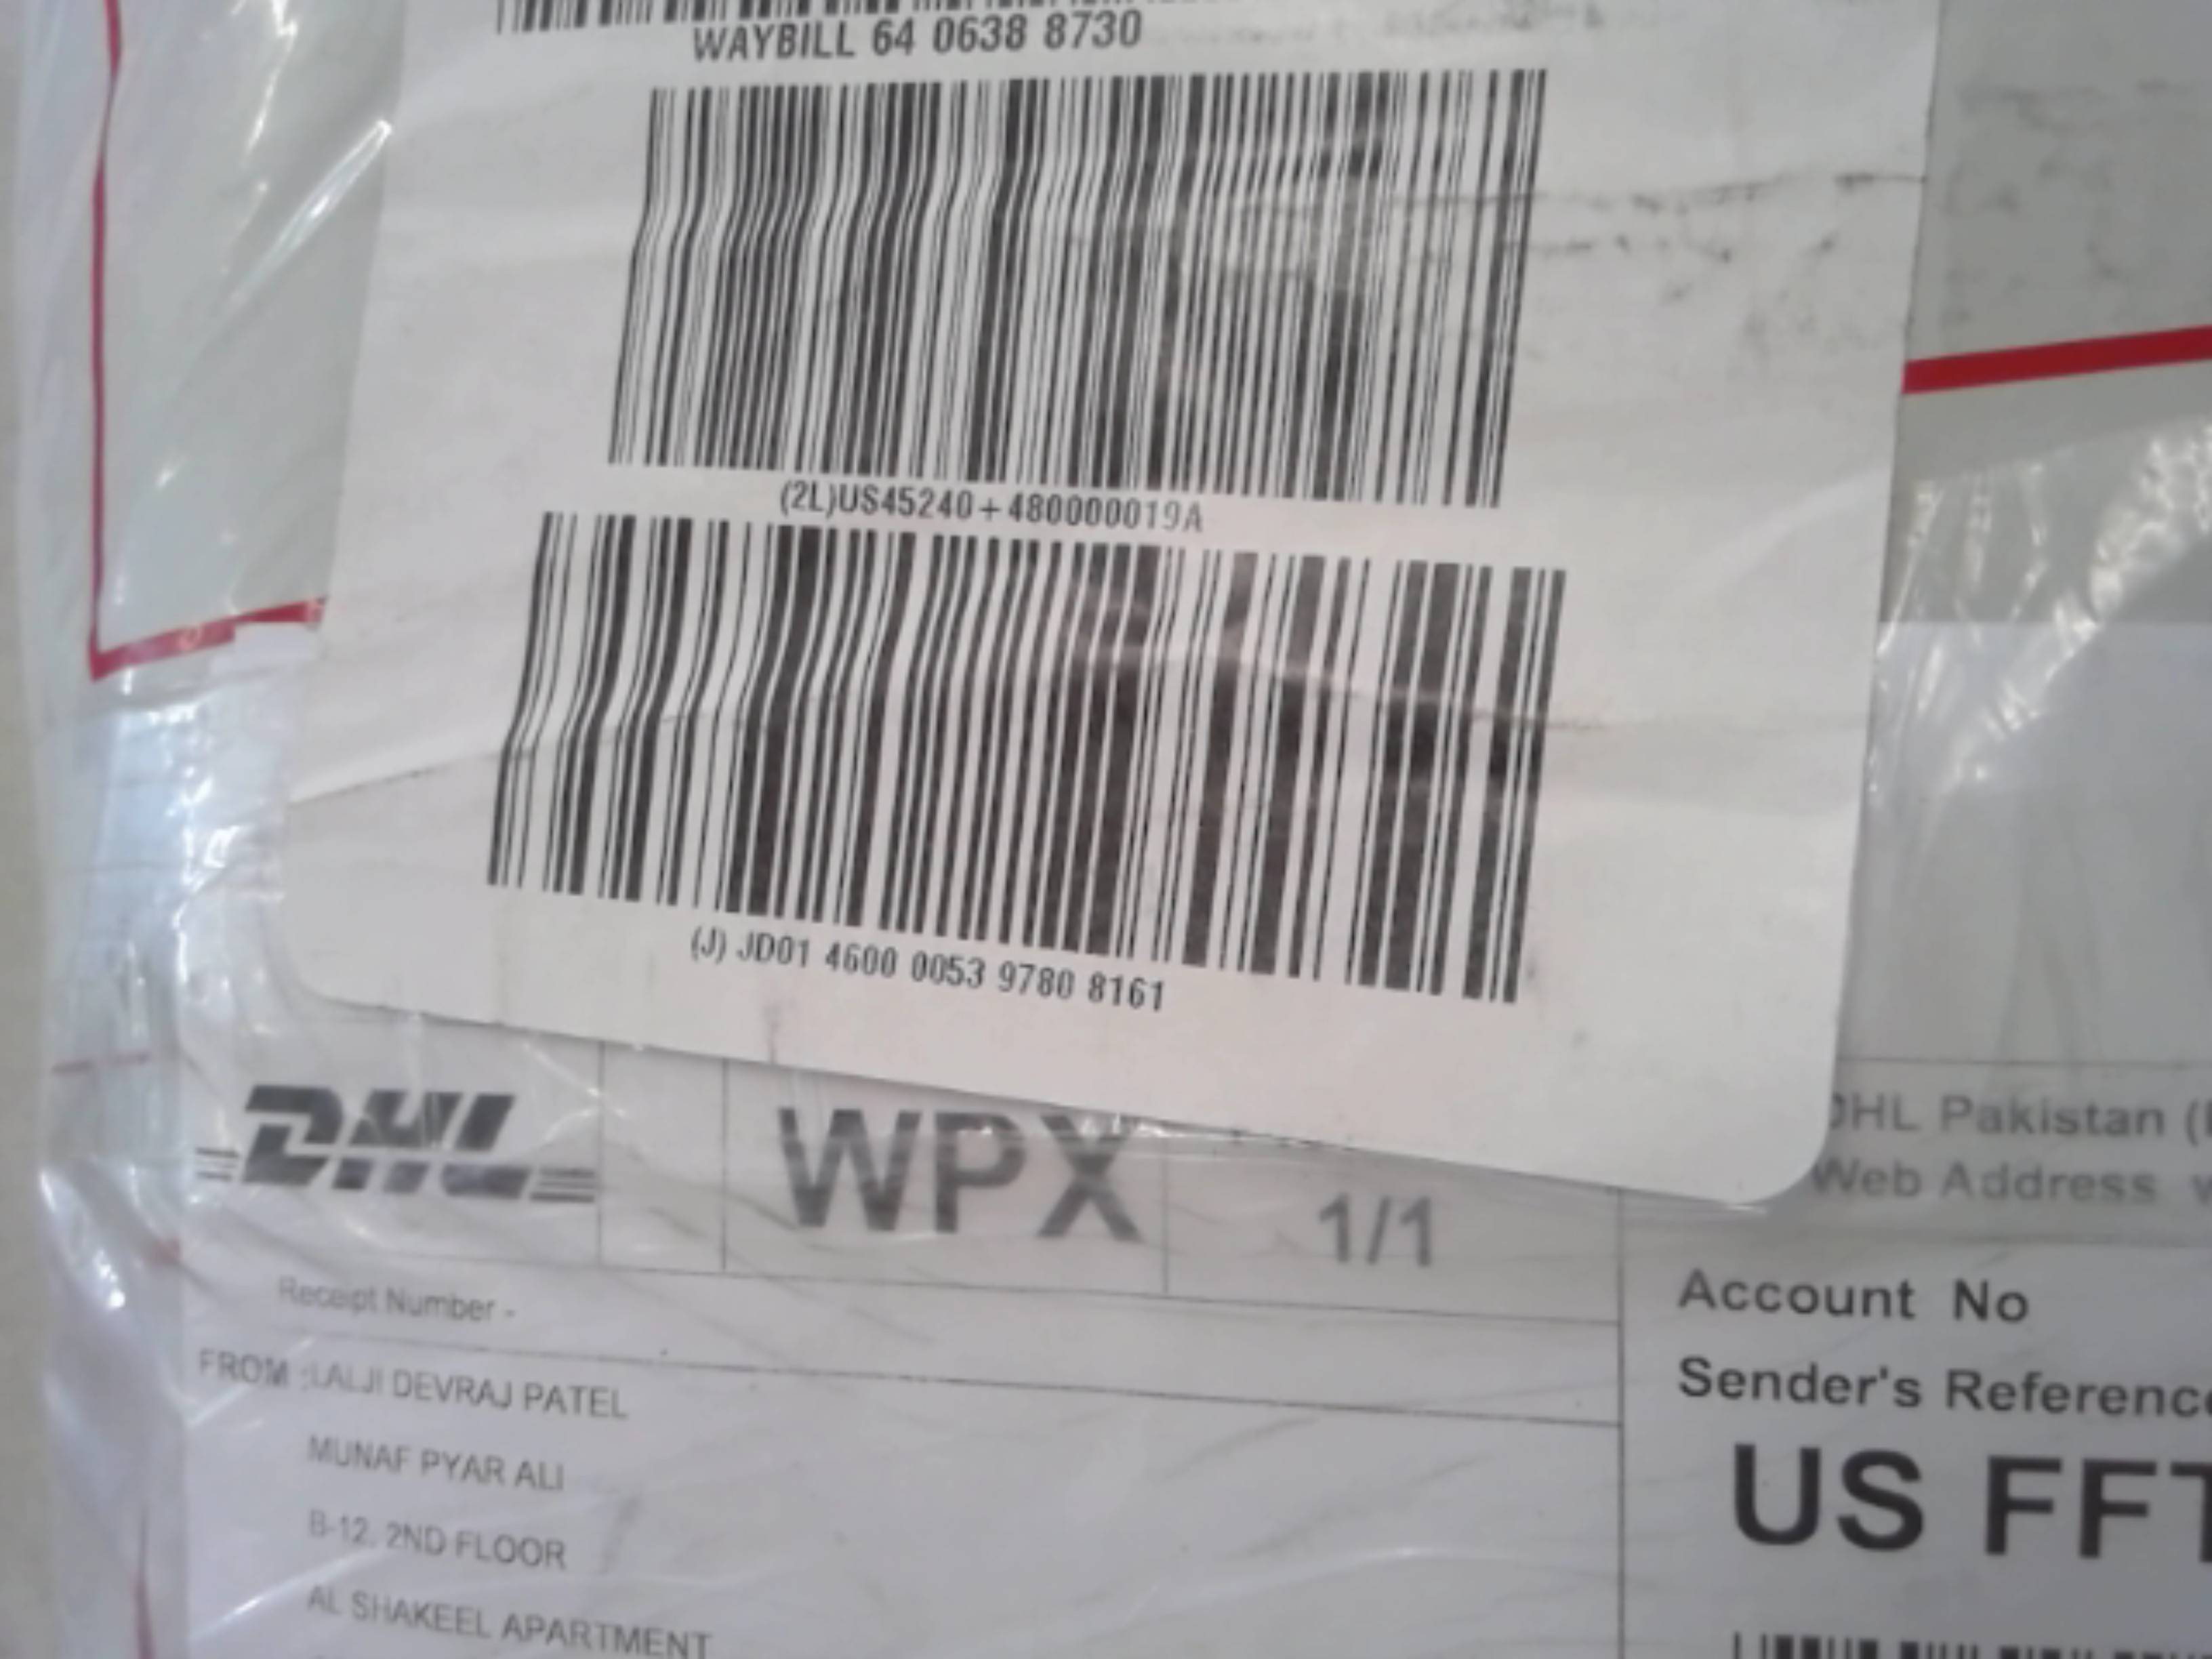 WAYBILL 64 0638 8730
(2L)US45240+480000019A
(J) JD01 4600 0053 9780 8161
DHL
WPX
1/1
DHL Pakistan (
Web Address
Receipt Number -
FROM :LALJI DEVRAJ PATEL
MUNAF PYAR ALI
B-12, 2ND FLOOR
AL SHAKEEL APARTMENT
Account No
Sender's Reference
US FFT